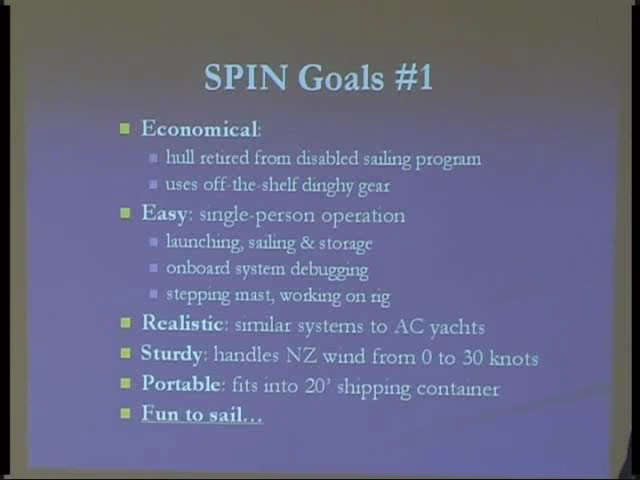 SPIN Goals #1
Economical:
hull retired from disabled sailing program
uses off-the-shelf dinghy gear
Easy: single-person operation
launching, sailing & storage
onboard system debugging
stepping mast, working on rig
Realistic: similar systems to AC yachts
Sturdy: handles NZ wind from 0 to 30 knots
Portable: fits into 20' shipping container
Fun to sail...